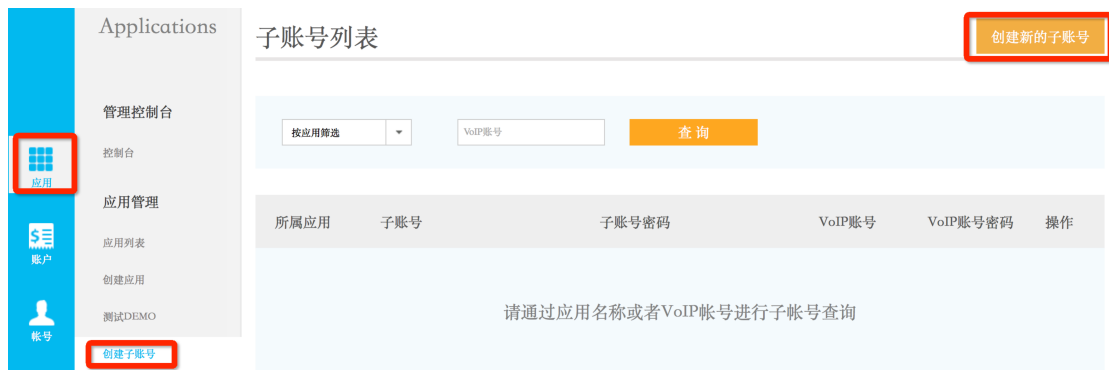 Applications
管理控制台
控制台
应用管理
应用列表
创建应用
测试DEMO
创建子账号
应用
账户
帐号
子账号列表
创建新的子账号
按应用筛选
VoIP账号
查 询
所属应用 子账号 子账号密码 VoIP账号 VoIP账号密码 操作
请通过应用名称或者VoIP帐号进行子帐号查询